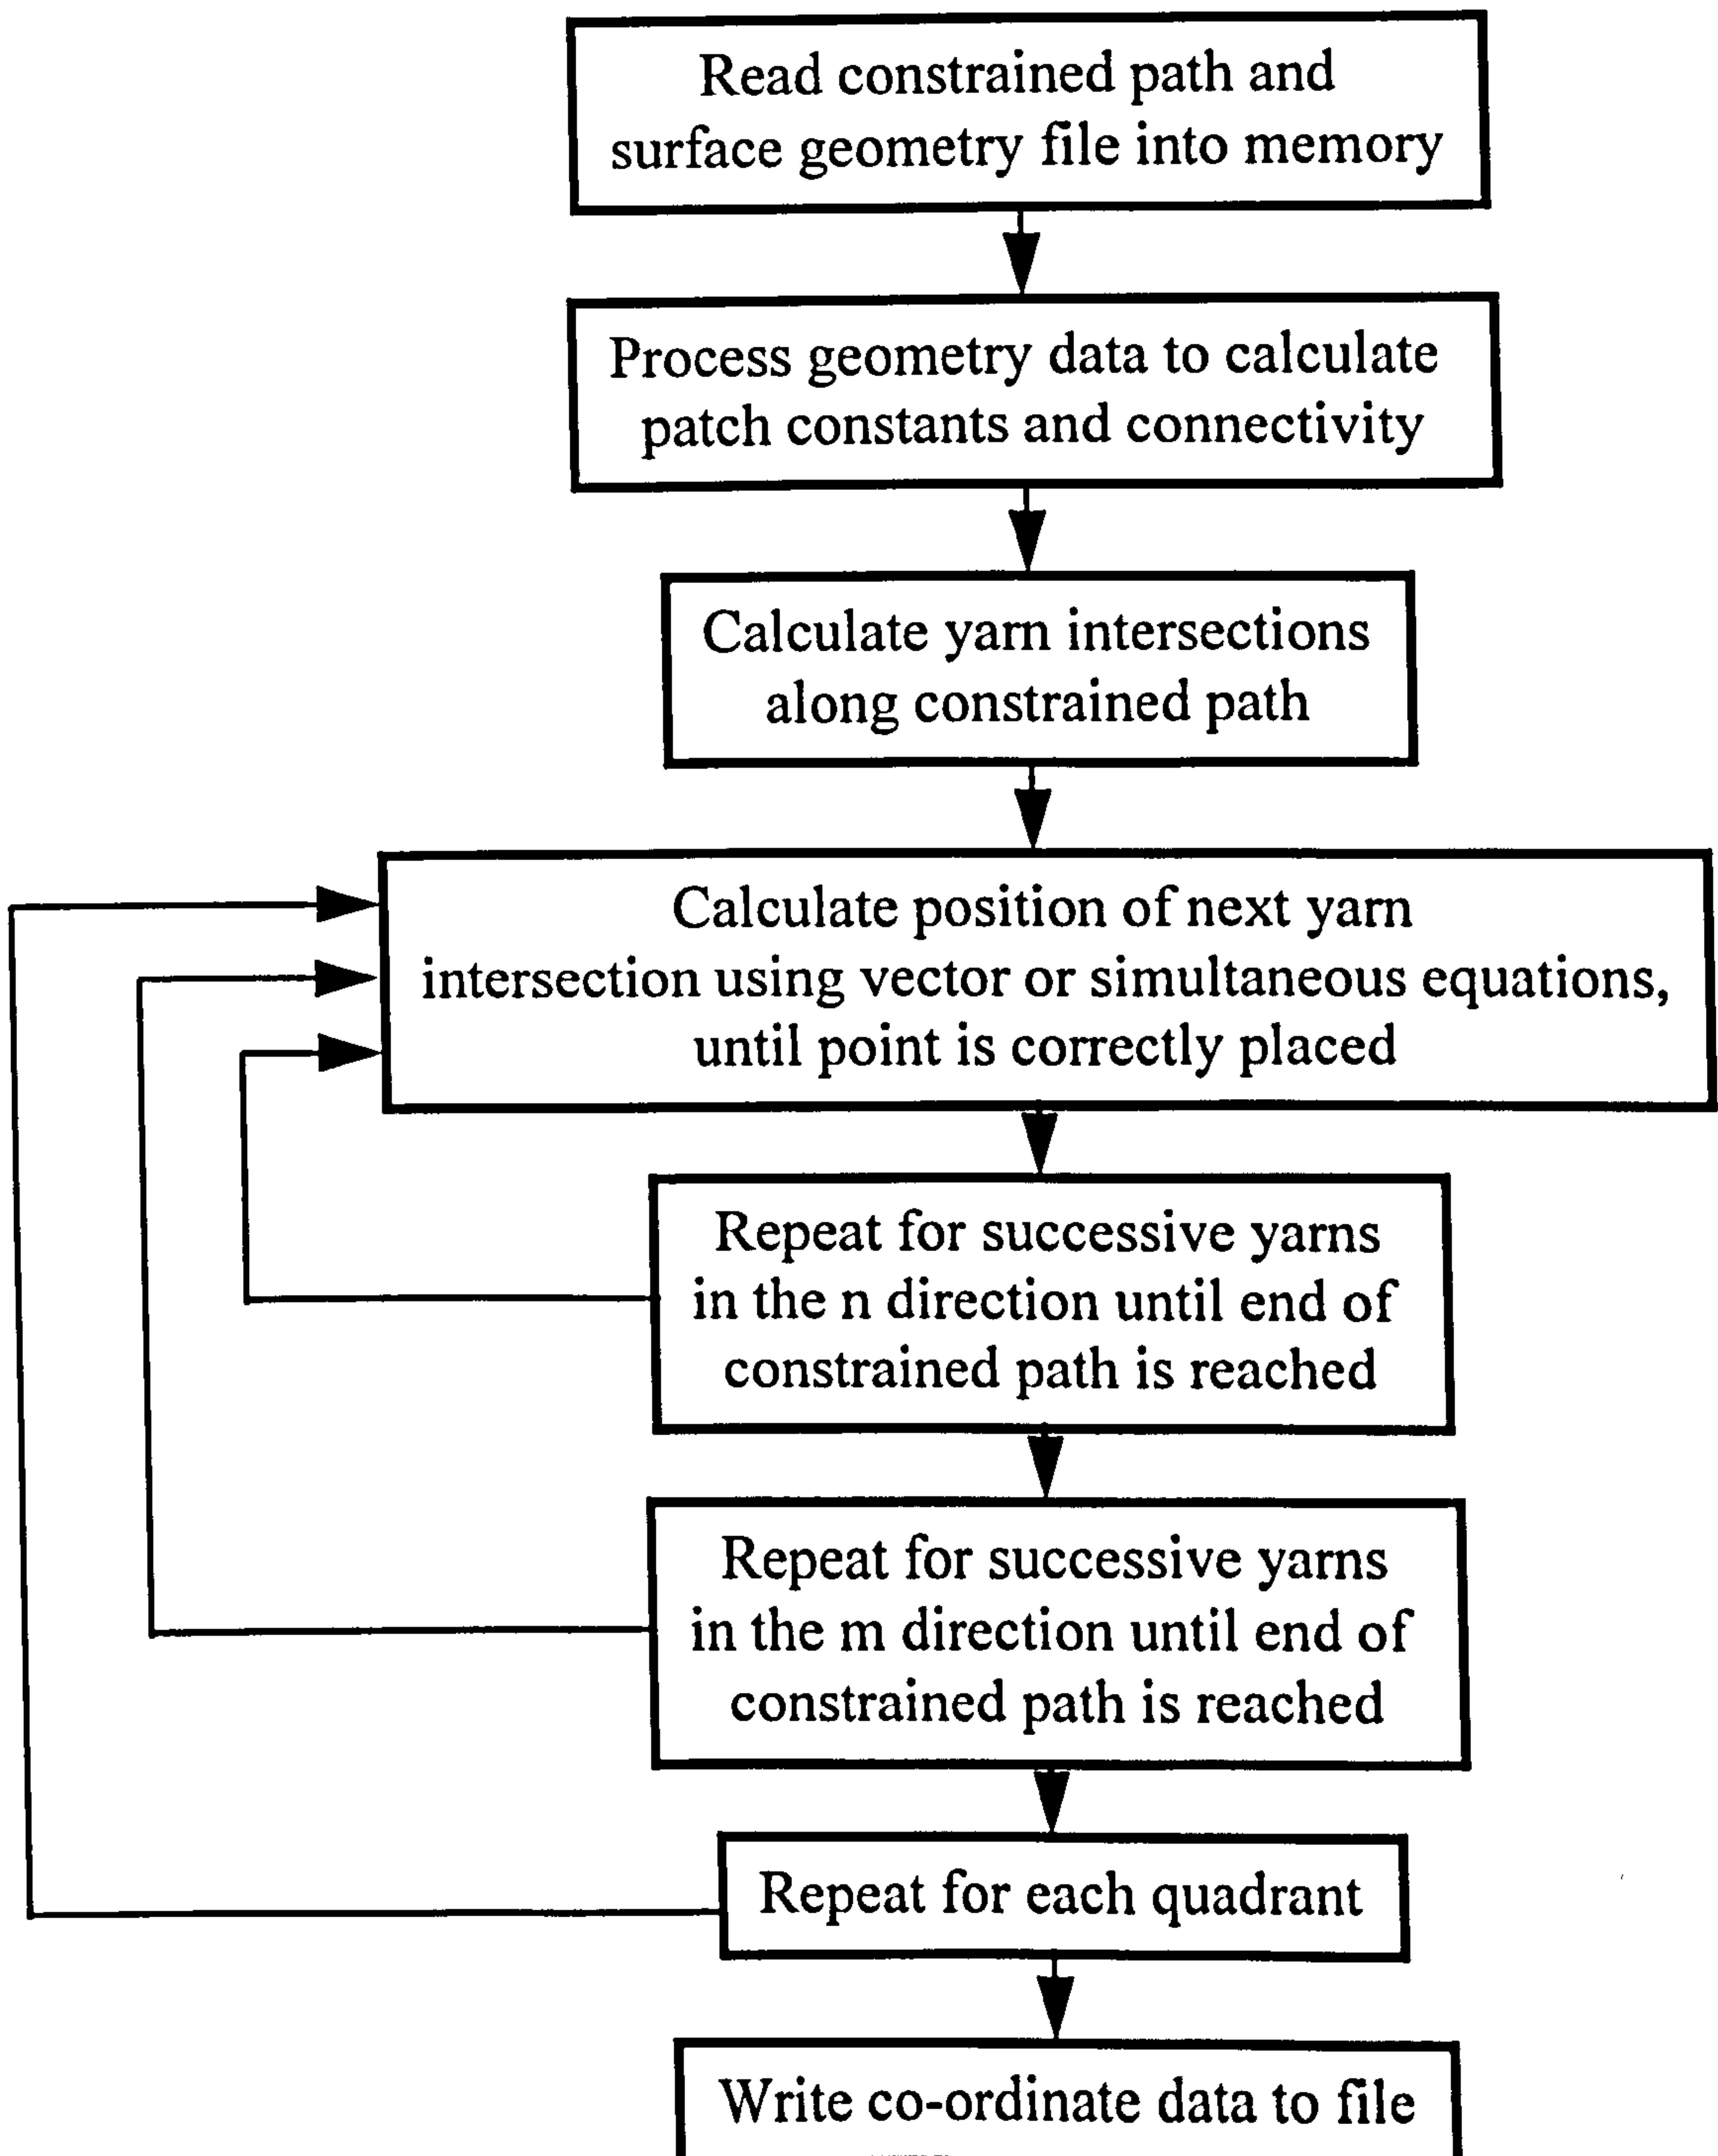 Read constrained path and
surface geometry file into memory
Process geometry data to calculate
patch constants and connectivity
Calculate yarn intersections
along constrained path
Calculate position of next yarn
intersection using vector or simultaneous equations,
until point is correctly placed
Repeat for successive yarns
in the n direction until end of
constrained path is reached
Repeat for successive yarns
in the m direction until end of
constrained path is reached
Repeat for each quadrant
Write co-ordinate data to file